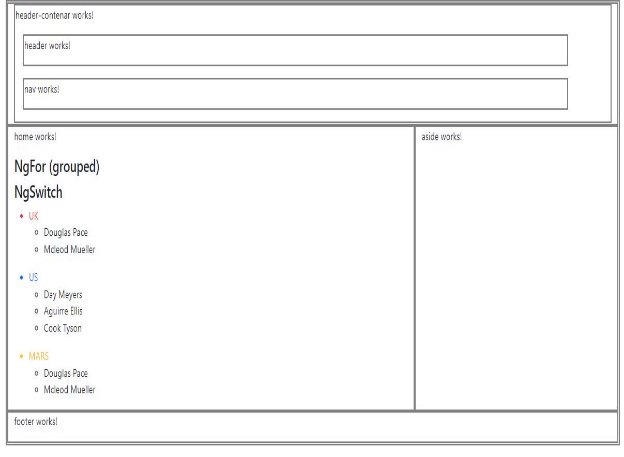 header-contenar works!
header works!
nav works!
home works!
aside works!
NgFor (grouped)
NgSwitch
UK
Douglas Pace
Mcleod Mueller
US
Day Meyers
Aguirre Ellis
Cook Tyson
MARS
Douglas Pace
Mcleod Mueller
footer works!